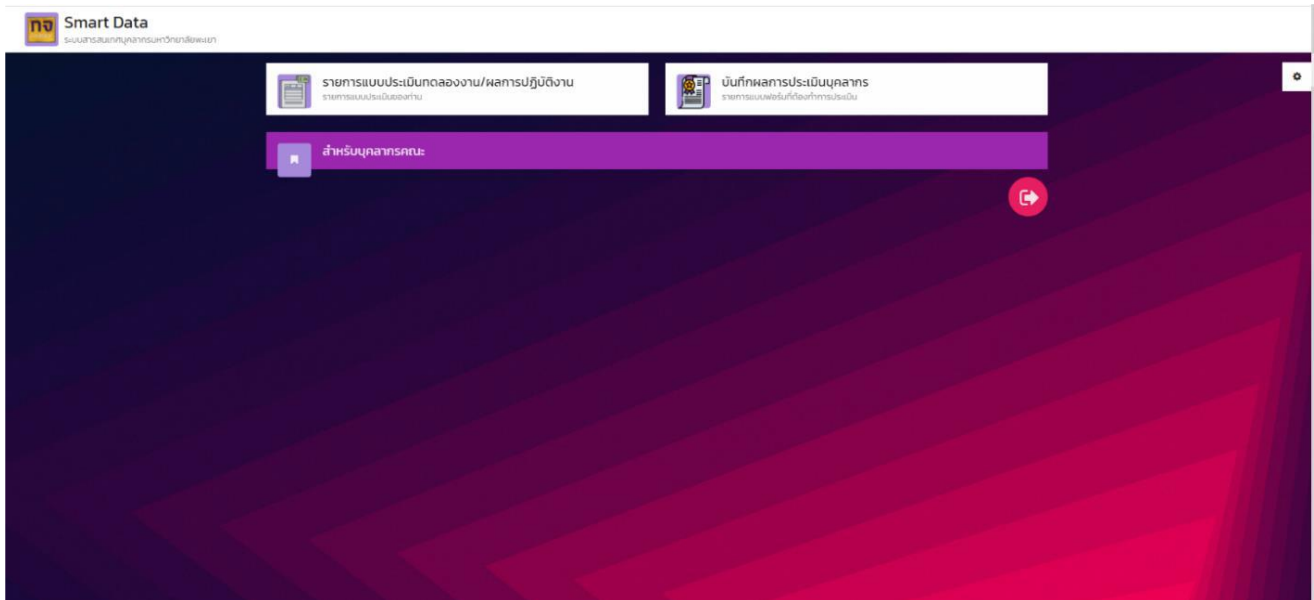 กจ
Smart Data
ระบบสารสนเทศบุคลากรมหาวิทยาลัยพะเยา
รายการแบบประเมินทดลองงาน/ผลการปฏิบัติงาน
รายการแบบประเมินของท่าน
บันทึกผลการประเมินบุคลากร
รายการแบบฟอร์มที่ต้องทำการประเมิน
สำหรับบุคลากรคณะ